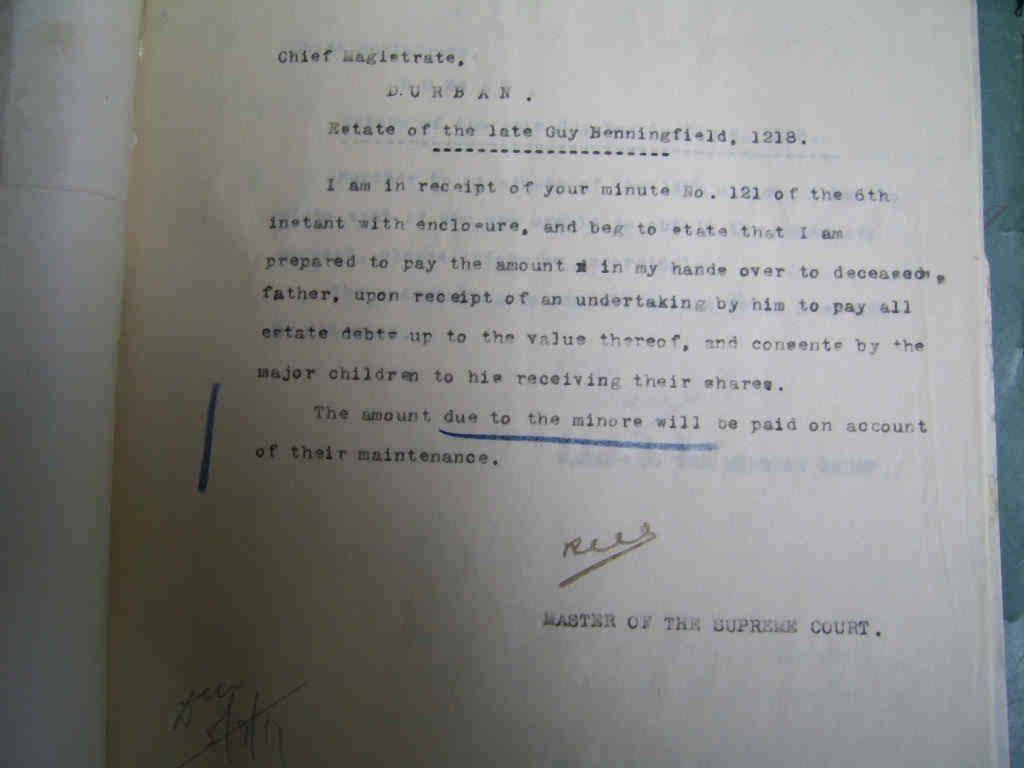 Chief Magistrate,
D.U R B A N .
Estate of the late Guy Benningfield, 1218.
I am in receipt of your minute No. 121 of the 6th
instant with enclosure, and beg to state that I am
prepared to pay the amount in my hands over to deceased,
father, upon receipt of an undertaking by him to pay all
estate debts up to the value thereof, and consents by the
major children to his receiving their shares.
The amount due to the minors will be paid on account
of their maintenance.
MASTER OF THE SUPREME COURT.